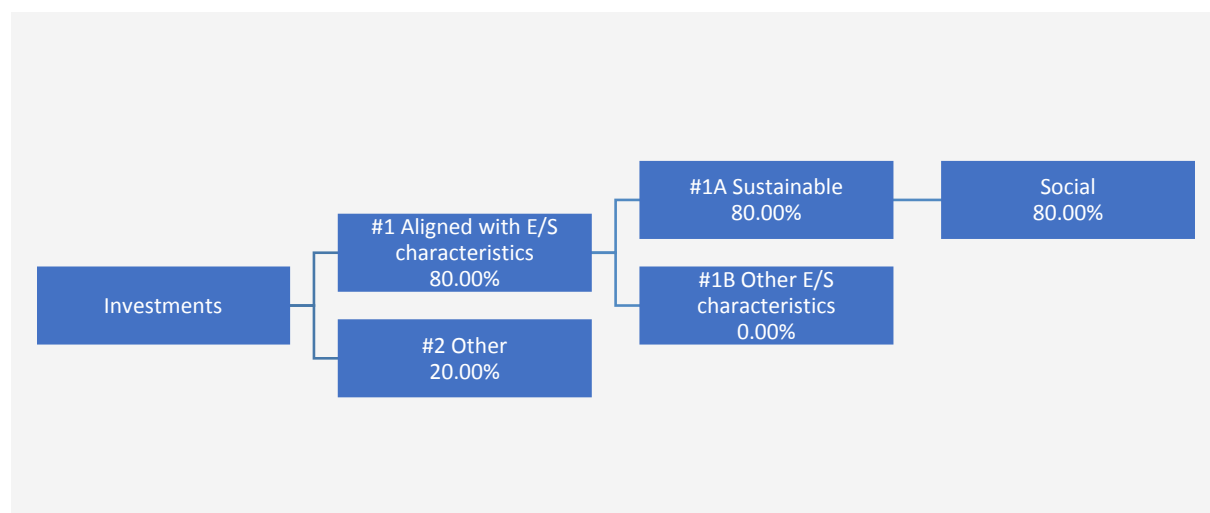 Investments
#1 Aligned with E/S
characteristics
80.00%
#2 Other
20.00%
#1A Sustainable
80.00%
#1B Other E/S
characteristics
0.00%
Social
80.00%